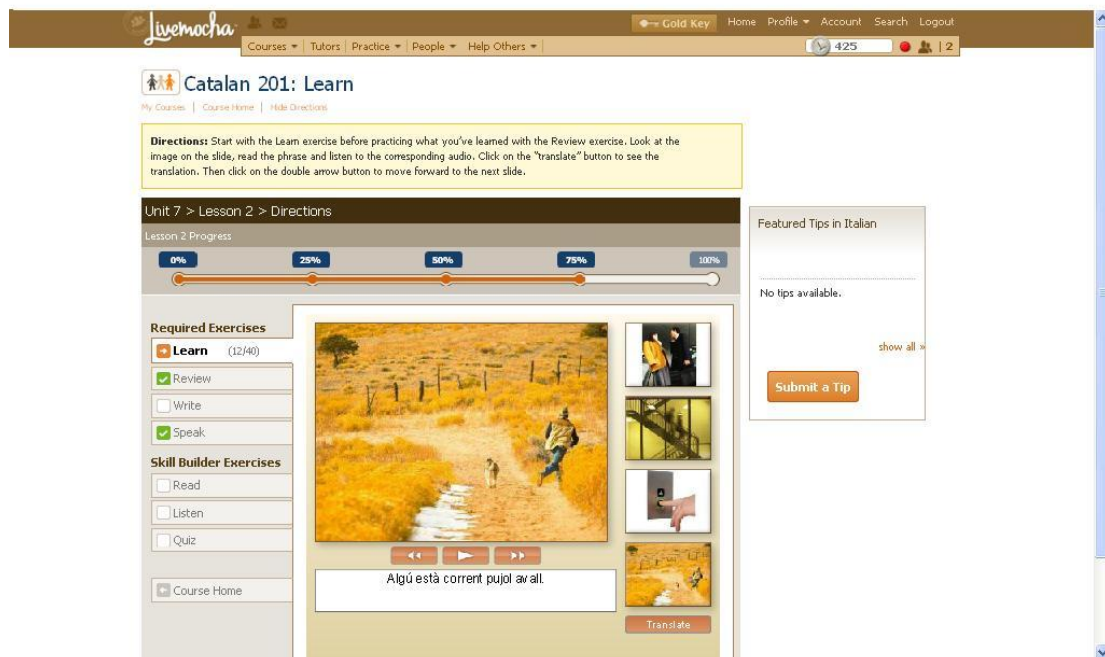 livemocha
Gold Key Home Profile Account Search Logout
Courses Tutors Practice People Help Others 425 2
Catalan 201: Learn
My Courses | Course Home | Hide Directions
Directions: Start with the Learn exercise before practicing what you've learned with the Review exercise. Look at the
image on the slide, read the phrase and listen to the corresponding audio. Click on the "translate" button to see the
translation. Then click on the double arrow button to move forward to the next slide.
Unit 7 > Lesson 2 > Directions
Lesson 2 Progress
0% 25% 50% 75% 100%
Featured Tips in Italian
No tips available.
show all »
Submit a Tip
Required Exercises
Learn (12/40)
Review
Write
Speak
Skill Builder Exercises
Read
Listen
Quiz
Course Home
Algú està corrent pujol avall.
Translate